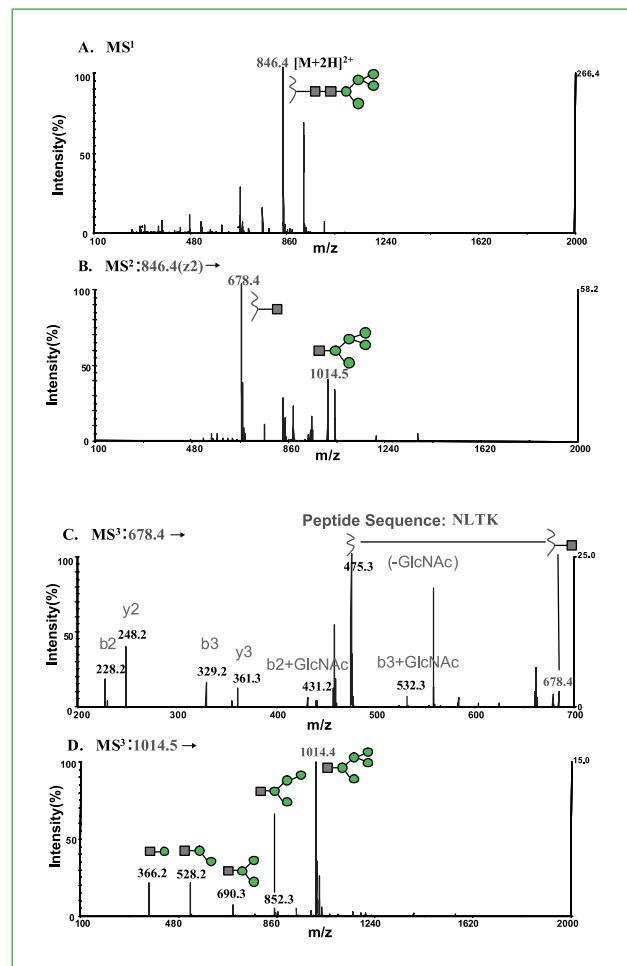 A. MS¹
846.4 [M+2H]²⁺
Intensity(%)
100
50
0
266.4
100 480 860 1240 1620 2000
m/z
B. MS²:846.4(z2) →
678.4
1014.5
Intensity(%)
100
50
0
58.2
100 480 860 1240 1620 2000
m/z
C. MS³:678.4 →
Peptide Sequence: NLTK
(-GlcNAc)
475.3
25.0
Intensity(%)
100
50
0
b2
228.2
y2
248.2
b3
329.2
y3
361.3
b2+GlcNAc
431.2
b3+GlcNAc
532.3
678.4
200 300 400 500 600 700
m/z
D. MS³:1014.5 →
1014.4
15.0
Intensity(%)
100
50
0
366.2
528.2
690.3
852.3
100 480 860 1240 1620 2000
m/z